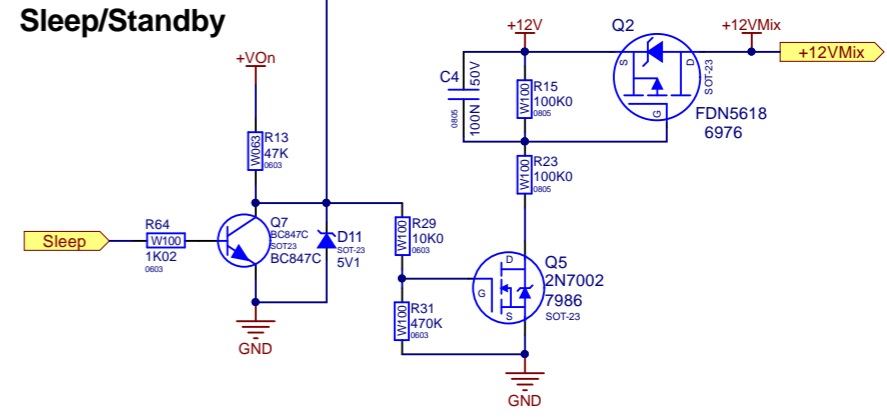 Sleep/Standby
+VOn
R13
47K
0603
W063
Sleep
R64
W100
1K02
0603
Q7
BC847C
SOT23
BC847C
D11
SOT-23
5V1
GND
R29
10K0
0603
W100
R31
470K
0603
W100
+12V
C4
50V
100N
0805
R15
100K0
0805
W100
R23
100K0
0805
W100
Q2
S
D
G
SOT-23
FDN5618
6976
+12VMix
+12VMix
Q5
2N7002
7986
SOT-23
D
G
S
GND